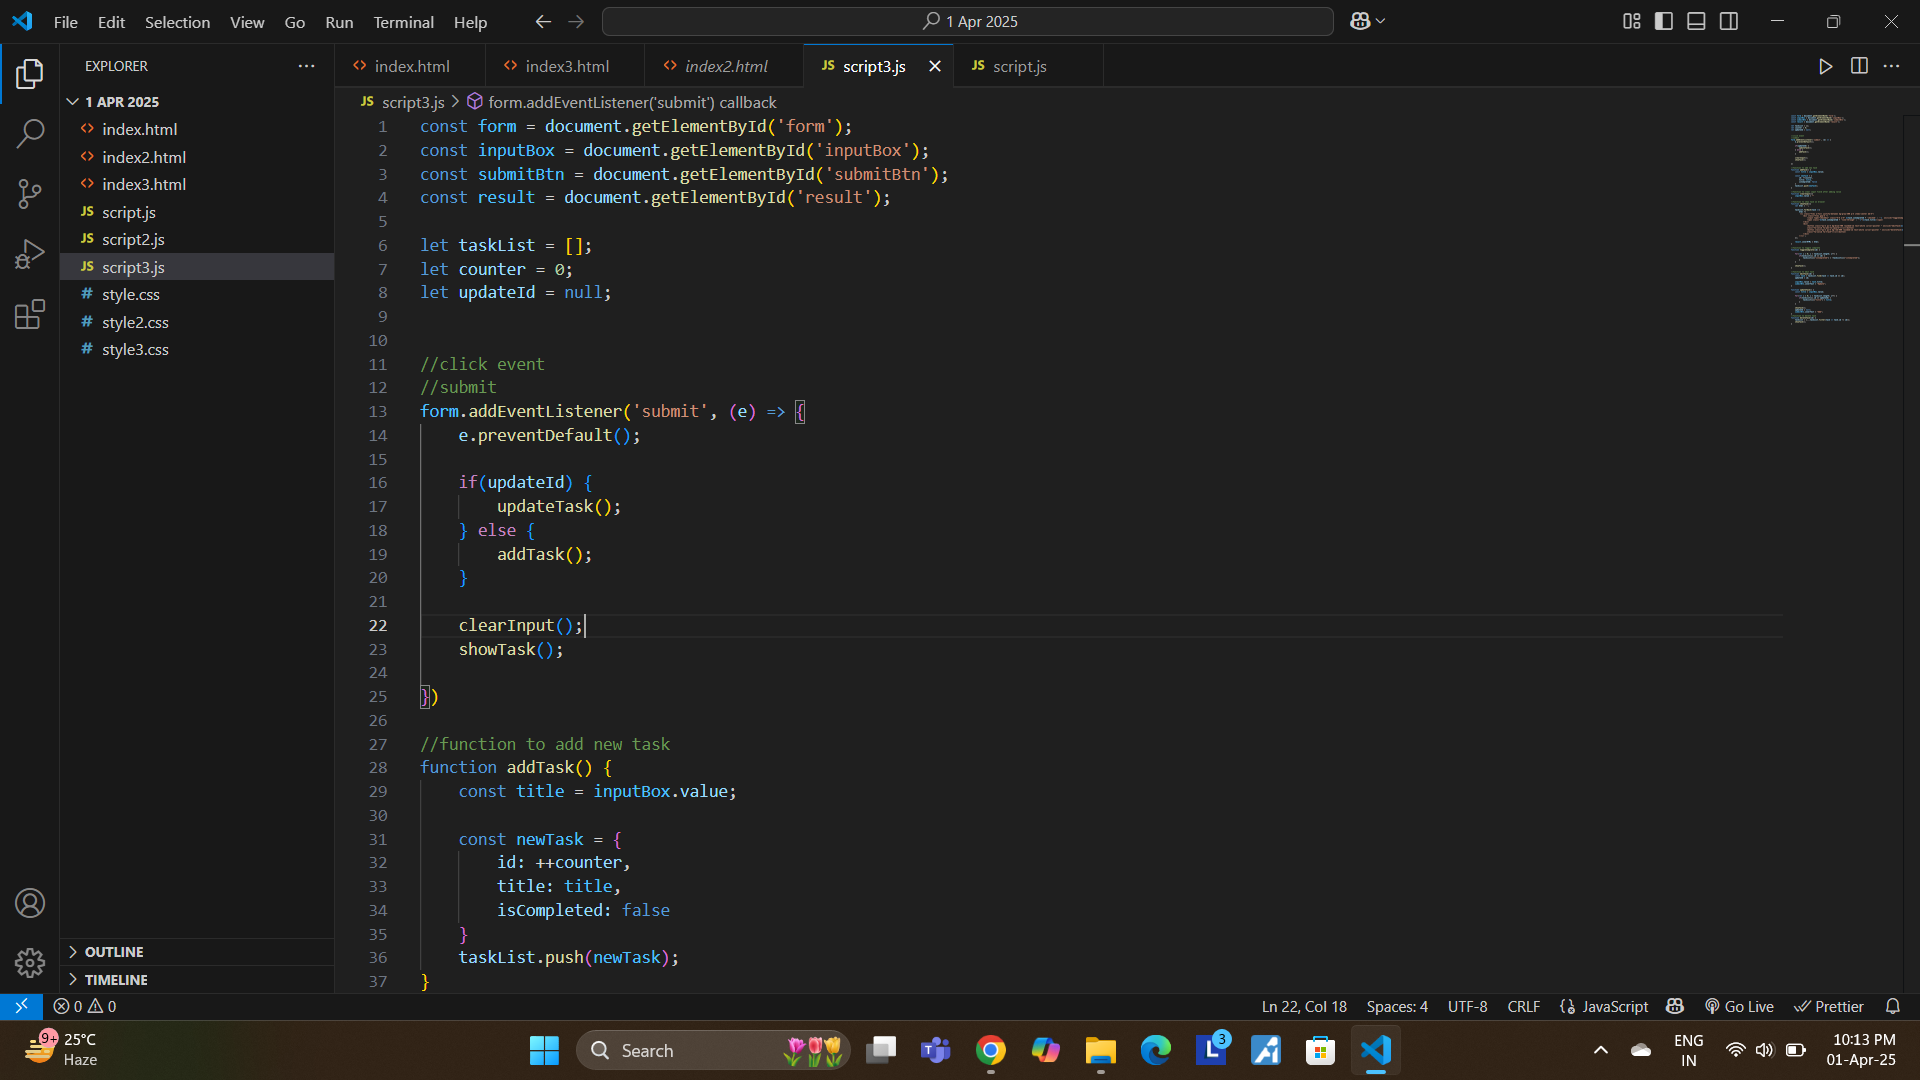 File Edit Selection View Go Run Terminal Help
1 Apr 2025
EXPLORER
1 APR 2025
index.html
index2.html
index3.html
script.js
script2.js
script3.js
style.css
style2.css
style3.css
OUTLINE
TIMELINE
index.html index3.html index2.html JS script3.js JS script.js
JS script3.js > form.addEventListener('submit') callback
1 const form = document.getElementById('form');
2 const inputBox = document.getElementById('inputBox');
3 const submitBtn = document.getElementById('submitBtn');
4 const result = document.getElementById('result');
5
6 let taskList = [];
7 let counter = 0;
8 let updateId = null;
9
10
11 //click event
12 //submit
13 form.addEventListener('submit', (e) => {
14 e.preventDefault();
15
16 if(updateId) {
17 updateTask();
18 } else {
19 addTask();
20 }
21
22 clearInput();
23 showTask();
24
25 })
26
27 //function to add new task
28 function addTask() {
29 const title = inputBox.value;
30
31 const newTask = {
32 id: ++counter,
33 title: title,
34 isCompleted: false
35 }
36 taskList.push(newTask);
37 }
0 0 Ln 22, Col 18 Spaces: 4 UTF-8 CRLF JavaScript Go Live Prettier
9+ 25°C
Haze
Search
3
ENG
IN
10:13 PM
01-Apr-25